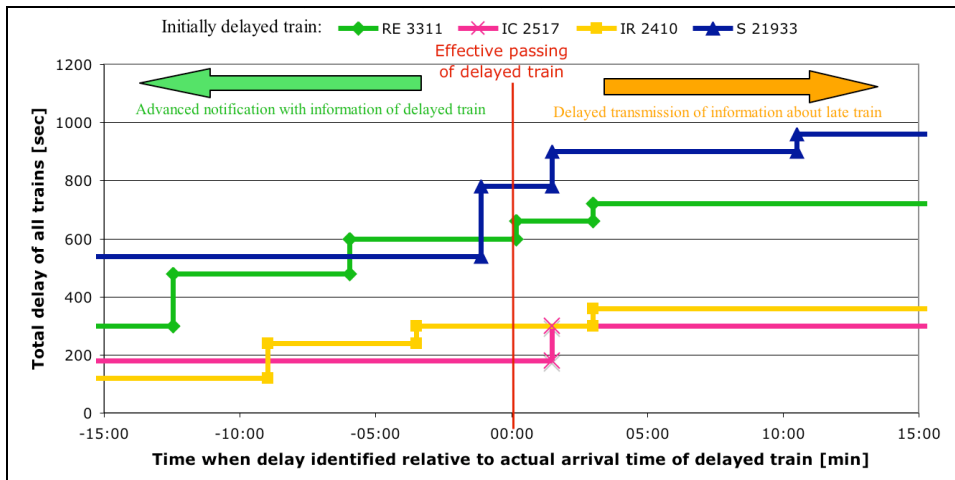 Initially delayed train: RE 3311 IC 2517 IR 2410 S 21933
Effective passing
of delayed train
Advanced notification with information of delayed train
Delayed transmission of information about late train
Total delay of all trains [sec]
1200
1000
800
600
400
200
0
-15:00 -10:00 -05:00 00:00 05:00 10:00 15:00
Time when delay identified relative to actual arrival time of delayed train [min]